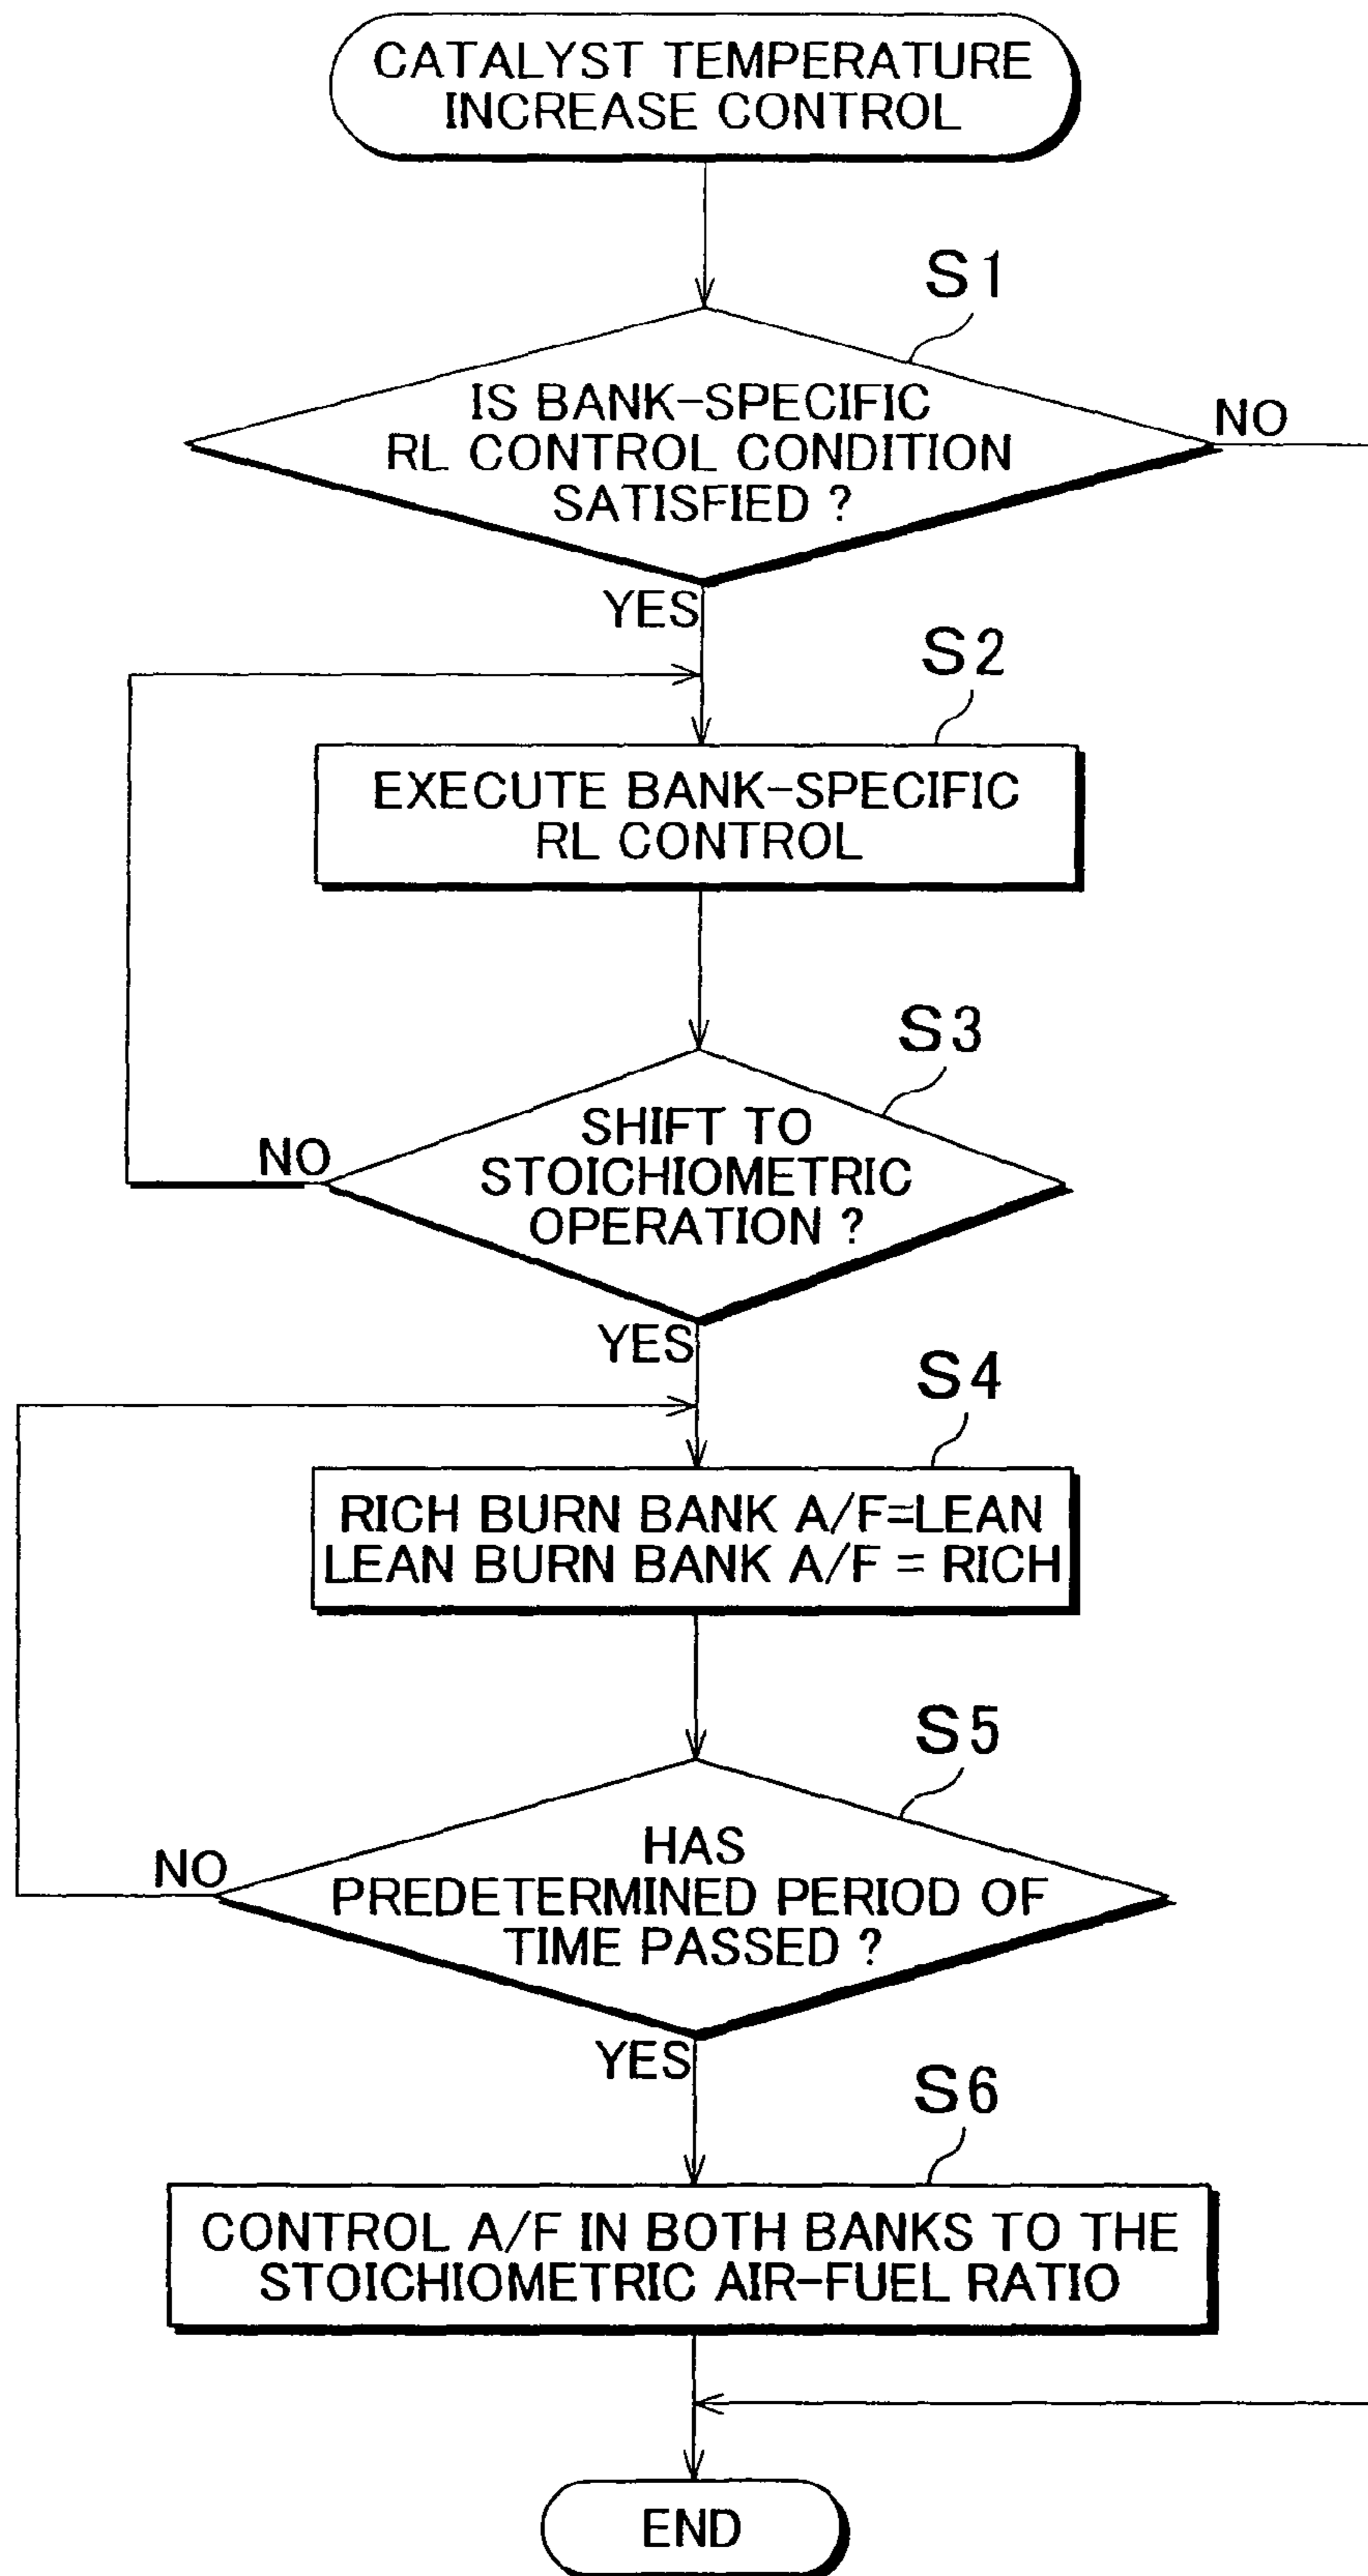 CATALYST TEMPERATURE
INCREASE CONTROL
S1
IS BANK-SPECIFIC
RL CONTROL CONDITION
SATISFIED ?
NO
YES
S2
EXECUTE BANK-SPECIFIC
RL CONTROL
S3
SHIFT TO
STOICHIOMETRIC
OPERATION ?
NO
YES
S4
RICH BURN BANK A/F=LEAN
LEAN BURN BANK A/F = RICH
S5
HAS
PREDETERMINED PERIOD OF
TIME PASSED ?
NO
YES
S6
CONTROL A/F IN BOTH BANKS TO THE
STOICHIOMETRIC AIR-FUEL RATIO
END